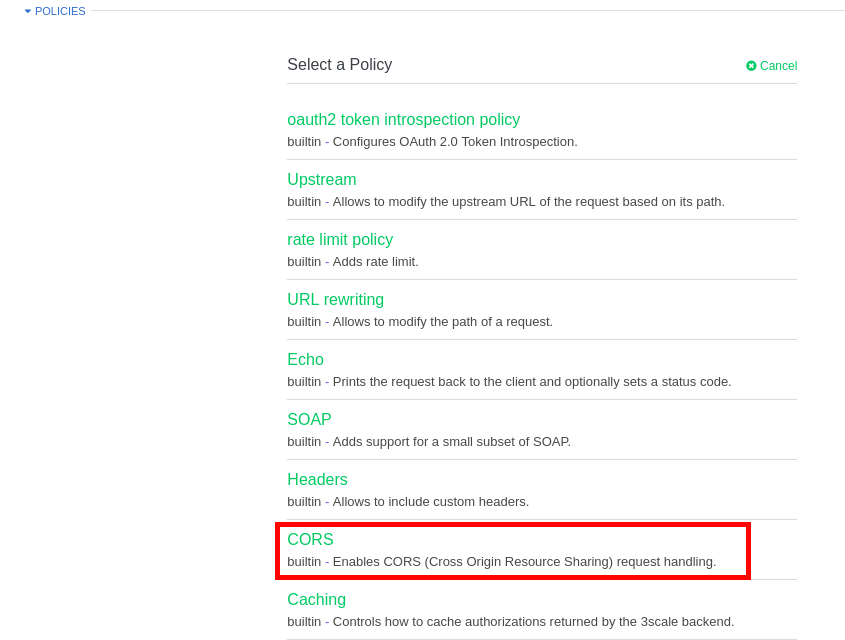 POLICIES
Select a Policy
Cancel
oauth2 token introspection policy
builtin - Configures OAuth 2.0 Token Introspection.
Upstream
builtin - Allows to modify the upstream URL of the request based on its path.
rate limit policy
builtin - Adds rate limit.
URL rewriting
builtin - Allows to modify the path of a request.
Echo
builtin - Prints the request back to the client and optionally sets a status code.
SOAP
builtin - Adds support for a small subset of SOAP.
Headers
builtin - Allows to include custom headers.
CORS
builtin - Enables CORS (Cross Origin Resource Sharing) request handling.
Caching
builtin - Controls how to cache authorizations returned by the 3scale backend.